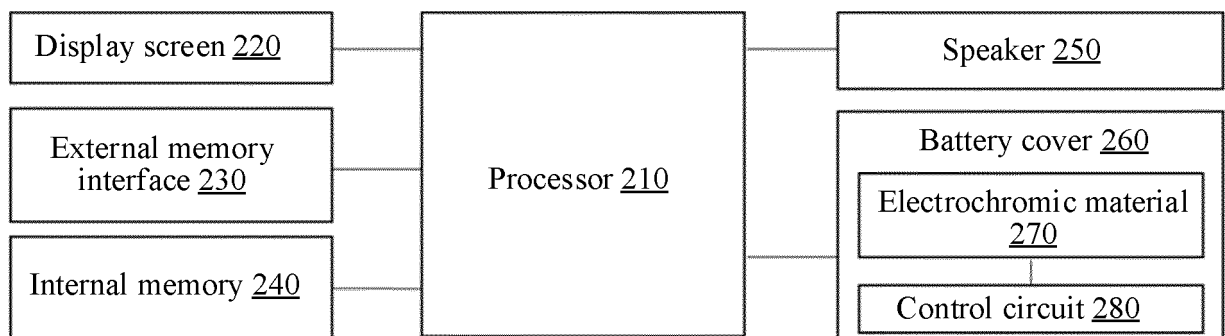 Display screen 220
External memory
interface 230
Internal memory 240
Processor 210
Speaker 250
Battery cover 260
Electrochromic material
270
Control circuit 280